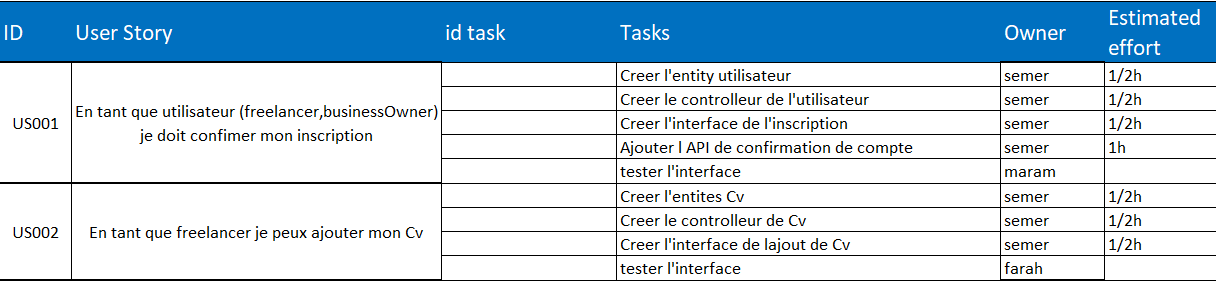 ID User Story id task Tasks Owner Estimated effort
Creer l'entity utilisateur semer 1/2h
Creer le controlleur de l'utilisateur semer 1/2h
US001 En tant que utilisateur (freelancer,businessOwner) je doit confimer mon inscription Creer l'interface de l'inscription semer 1/2h
Ajouter l API de confirmation de compte semer 1h
tester l'interface maram
Creer l'entites Cv semer 1/2h
US002 En tant que freelancer je peux ajouter mon Cv Creer le controlleur de Cv semer 1/2h
Creer l'interface de lajout de Cv semer 1/2h
tester l'interface farah